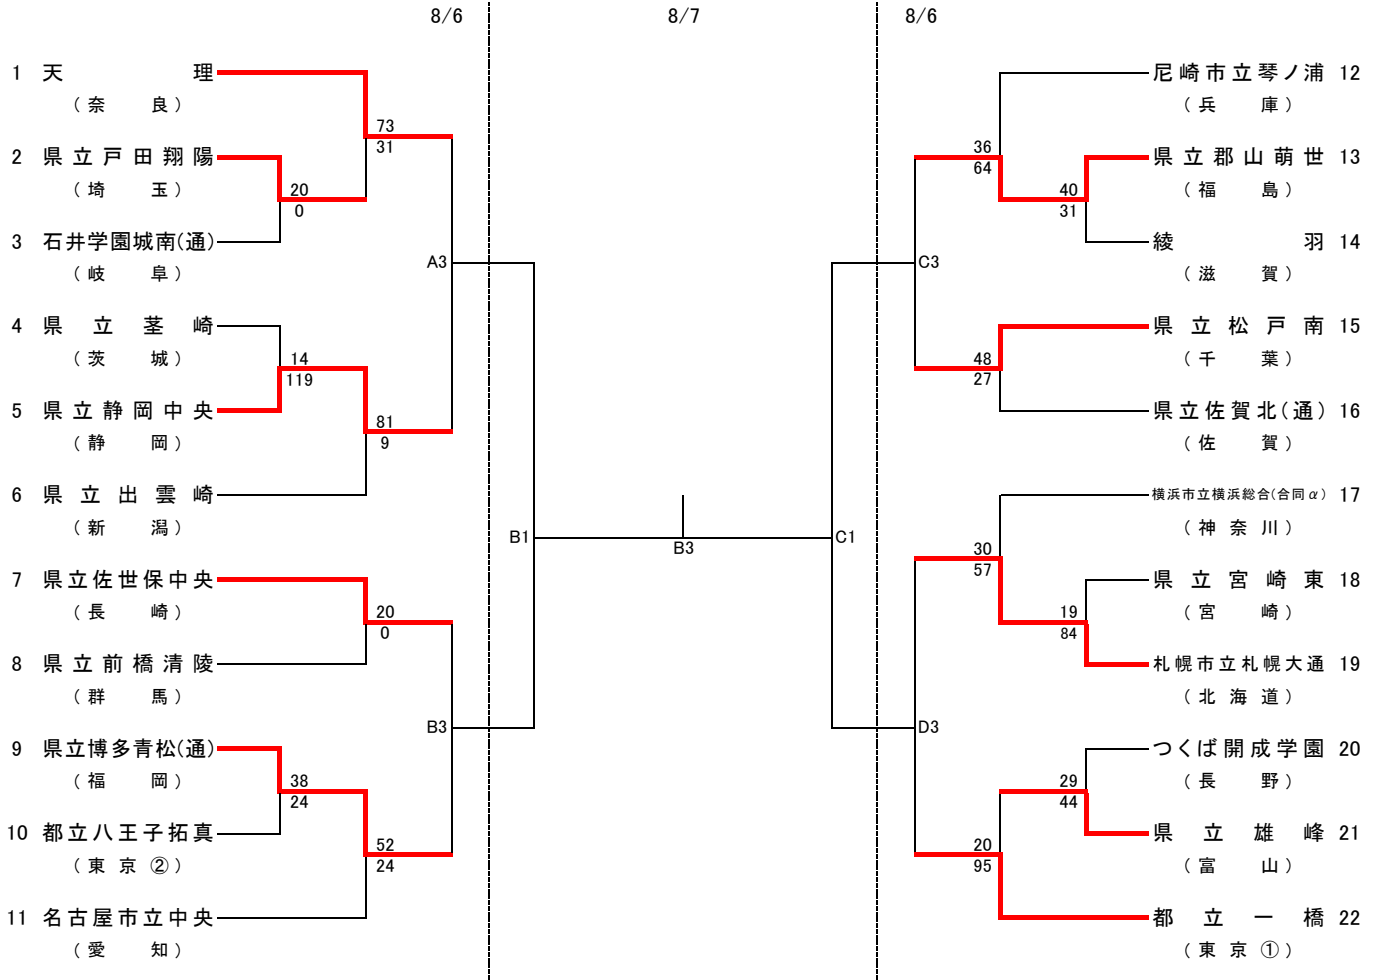 8/6 8/7 8/6
1 天理
(奈良)
73
31
2 県立戸田翔陽
(埼玉)
20
0
3 石井学園城南(通)
(岐阜)
A3
4 県立茎崎
(茨城)
14
119
5 県立静岡中央
(静岡)
81
9
6 県立出雲崎
(新潟)
B1
7 県立佐世保中央
(長崎)
20
0
8 県立前橋清陵
(群馬)
B3
9 県立博多青松(通)
(福岡)
38
24
10 都立八王子拓真
(東京②)
52
24
11 名古屋市立中央
(愛知)
B3
尼崎市立琴ノ浦 12
(兵庫)
36
64
県立郡山萌世 13
(福島)
40
31
綾羽 14
(滋賀)
C3
県立松戸南 15
(千葉)
48
27
県立佐賀北(通) 16
(佐賀)
横浜市立横浜総合(合同α) 17
(神奈川)
C1
30
57
県立宮崎東 18
(宮崎)
19
84
札幌市立札幌大通 19
(北海道)
D3
つくば開成学園 20
(長野)
29
44
県立雄峰 21
(富山)
20
95
都立一橋 22
(東京①)